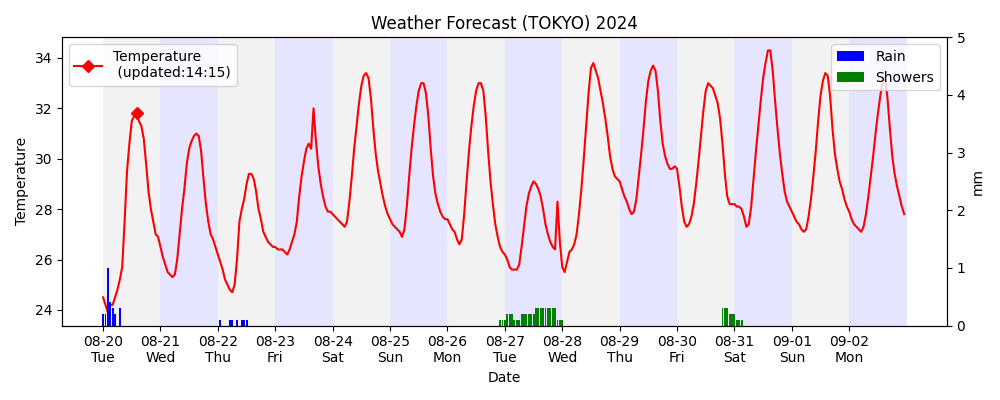 Weather Forecast (TOKYO) 2024
Temperature
(updated:14:15)
Rain
Showers
Temperature
34
32
30
28
26
24
5
4
3
2
1
0
mm
08-20 08-21 08-22 08-23 08-24 08-25 08-26 08-27 08-28 08-29 08-30 08-31 09-01 09-02
Tue Wed Thu Fri Sat Sun Mon Tue Wed Thu Fri Sat Sun Mon
Date